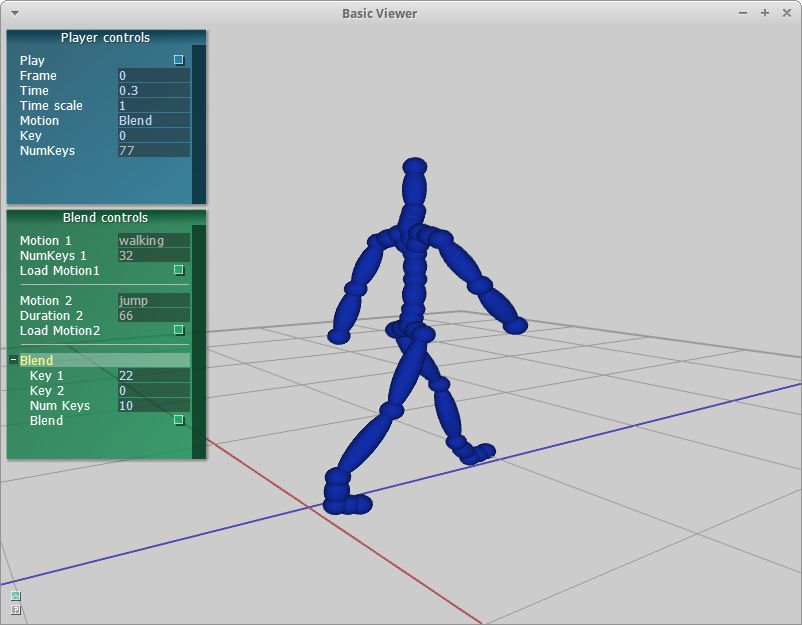 Basic Viewer
Player controls
Play
Frame 0
Time 0.3
Time scale 1
Motion Blend
Key 0
NumKeys 77
Blend controls
Motion 1 walking
NumKeys 1 32
Load Motion1
Motion 2 jump
Duration 2 66
Load Motion2
Blend
Key 1 22
Key 2 0
Num Keys 10
Blend
?